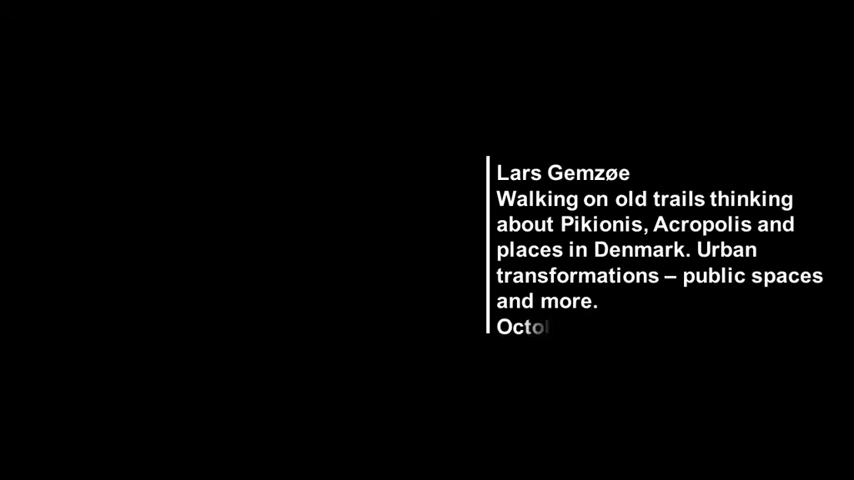 Lars Gemzøe
Walking on old trails thinking
about Pikionis, Acropolis and
places in Denmark. Urban
transformations – public spaces
and more.